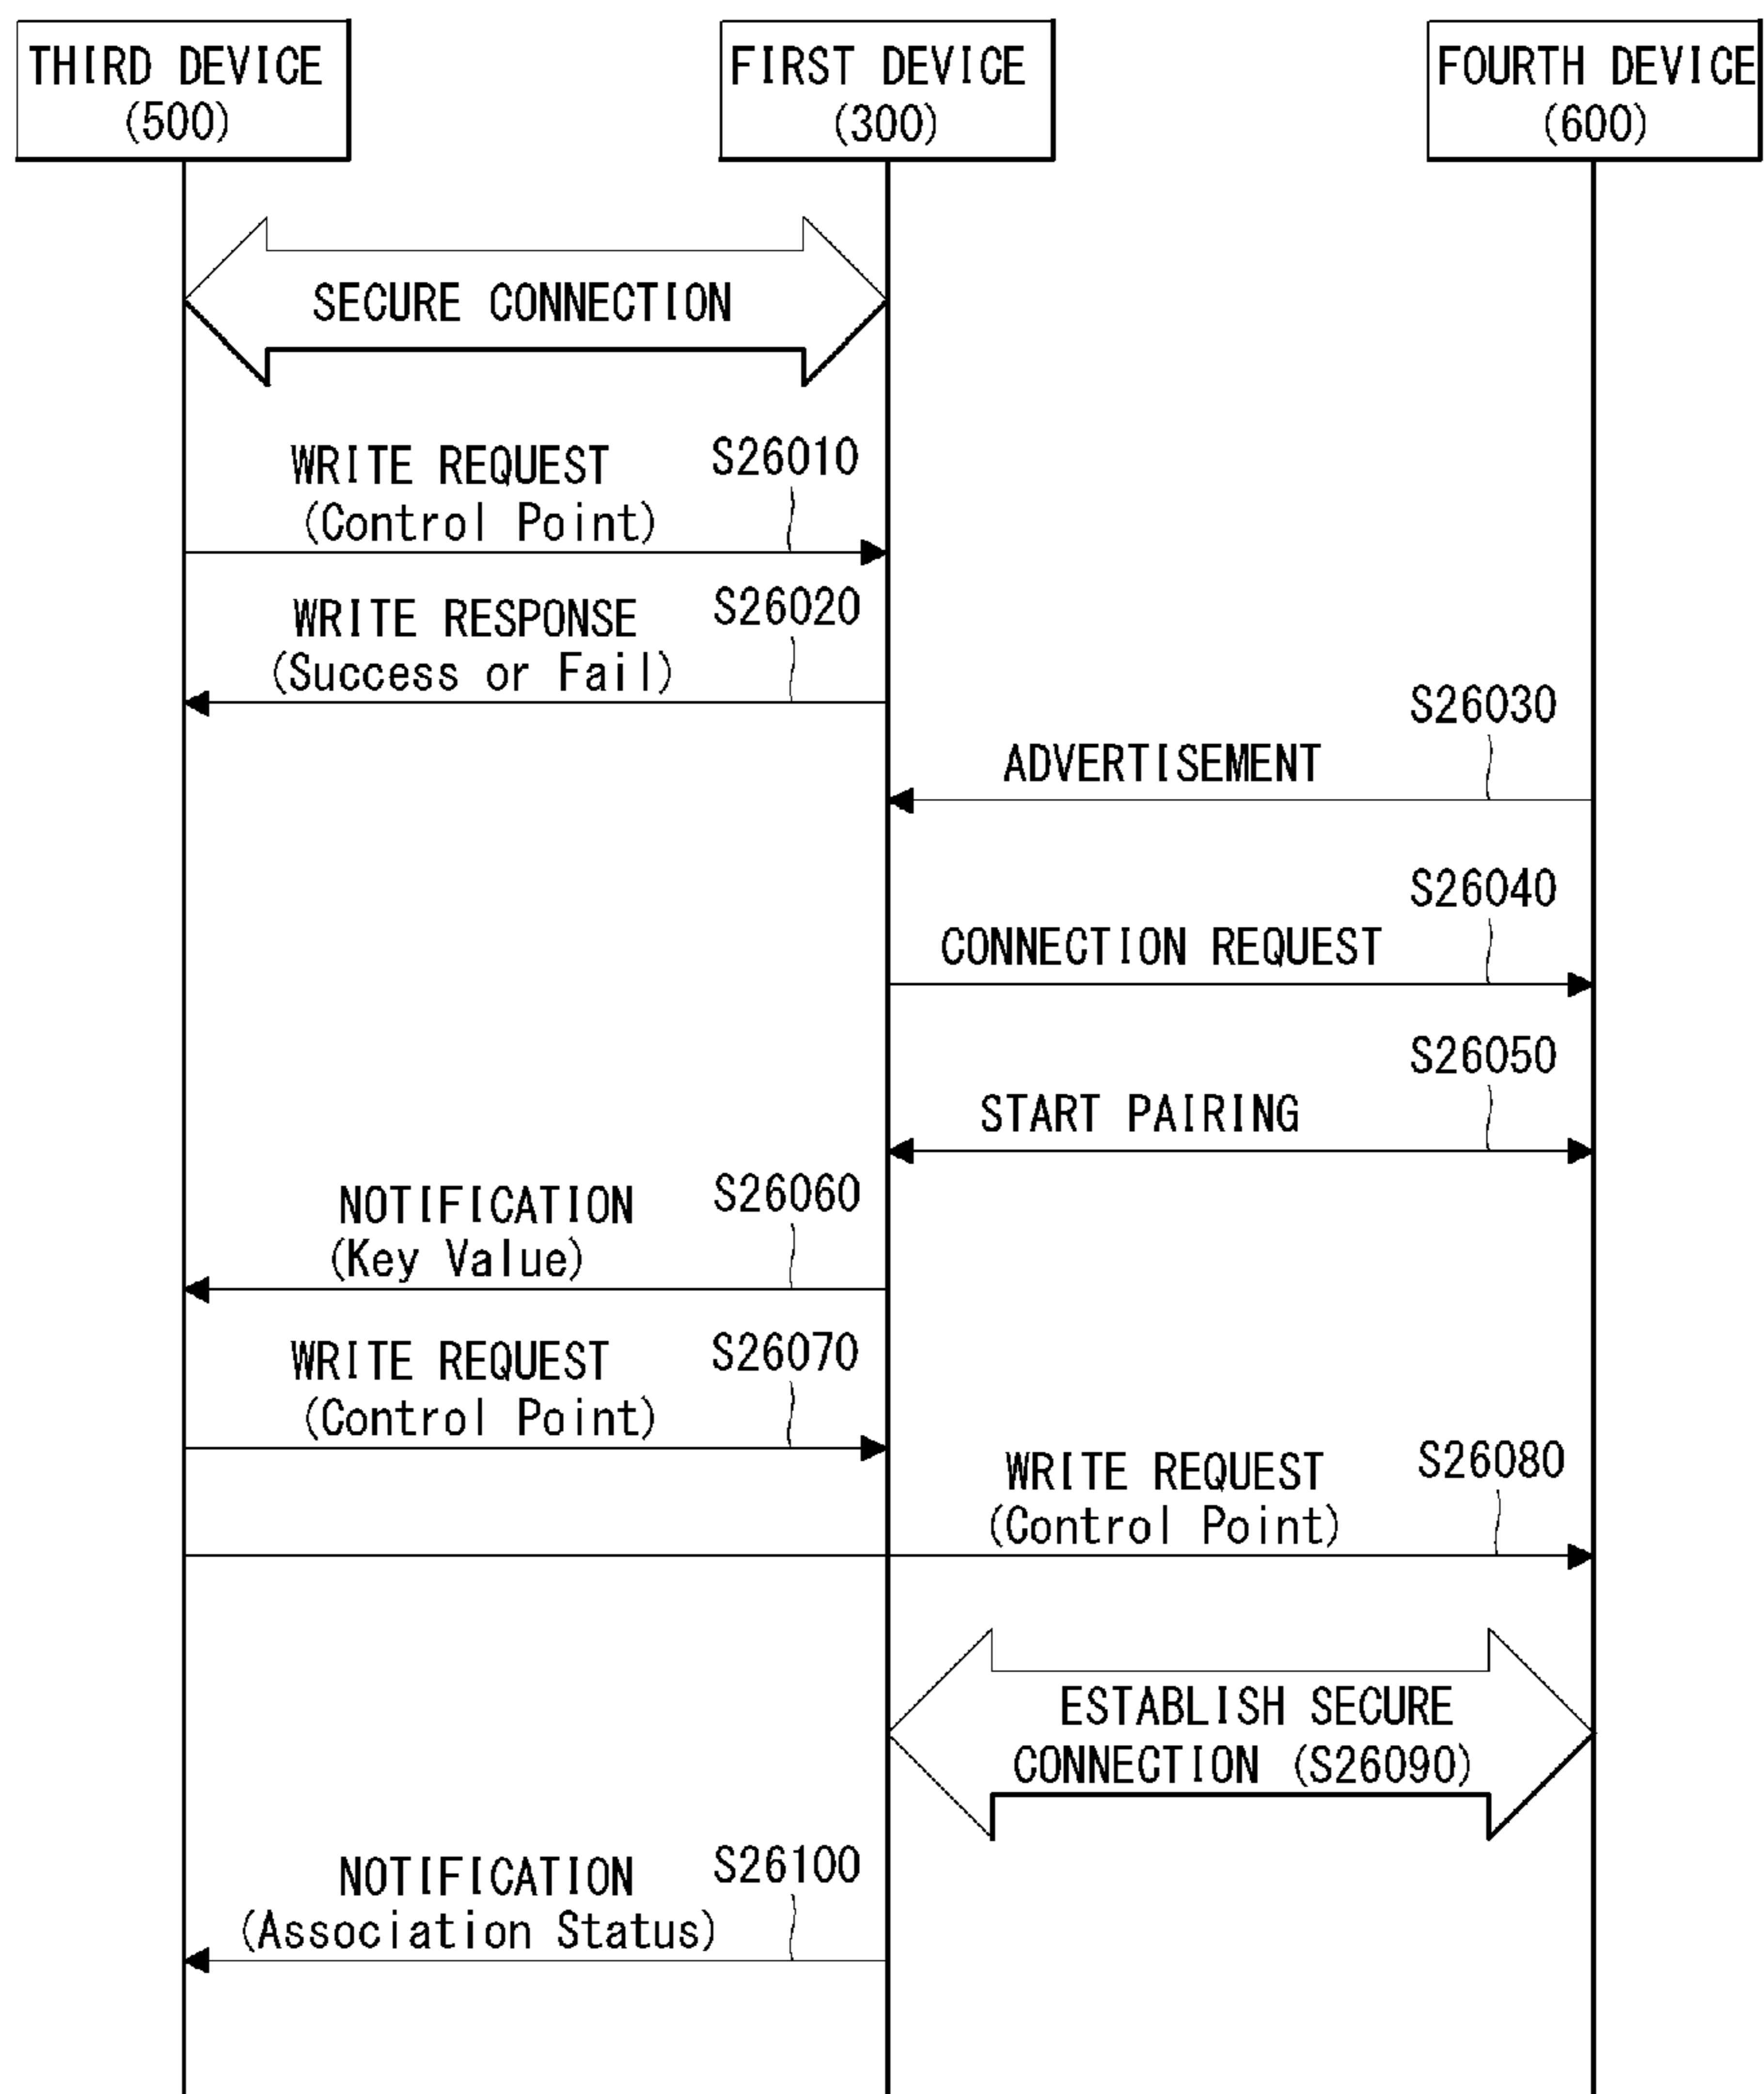 THIRD DEVICE
(500)
FIRST DEVICE
(300)
FOURTH DEVICE
(600)
SECURE CONNECTION
WRITE REQUEST
(Control Point)
S26010
WRITE RESPONSE
(Success or Fail)
S26020
S26030
ADVERTISEMENT
S26040
CONNECTION REQUEST
S26050
START PAIRING
NOTIFICATION
(Key Value)
S26060
WRITE REQUEST
(Control Point)
S26070
WRITE REQUEST
(Control Point)
S26080
ESTABLISH SECURE
CONNECTION (S26090)
NOTIFICATION
(Association Status)
S26100